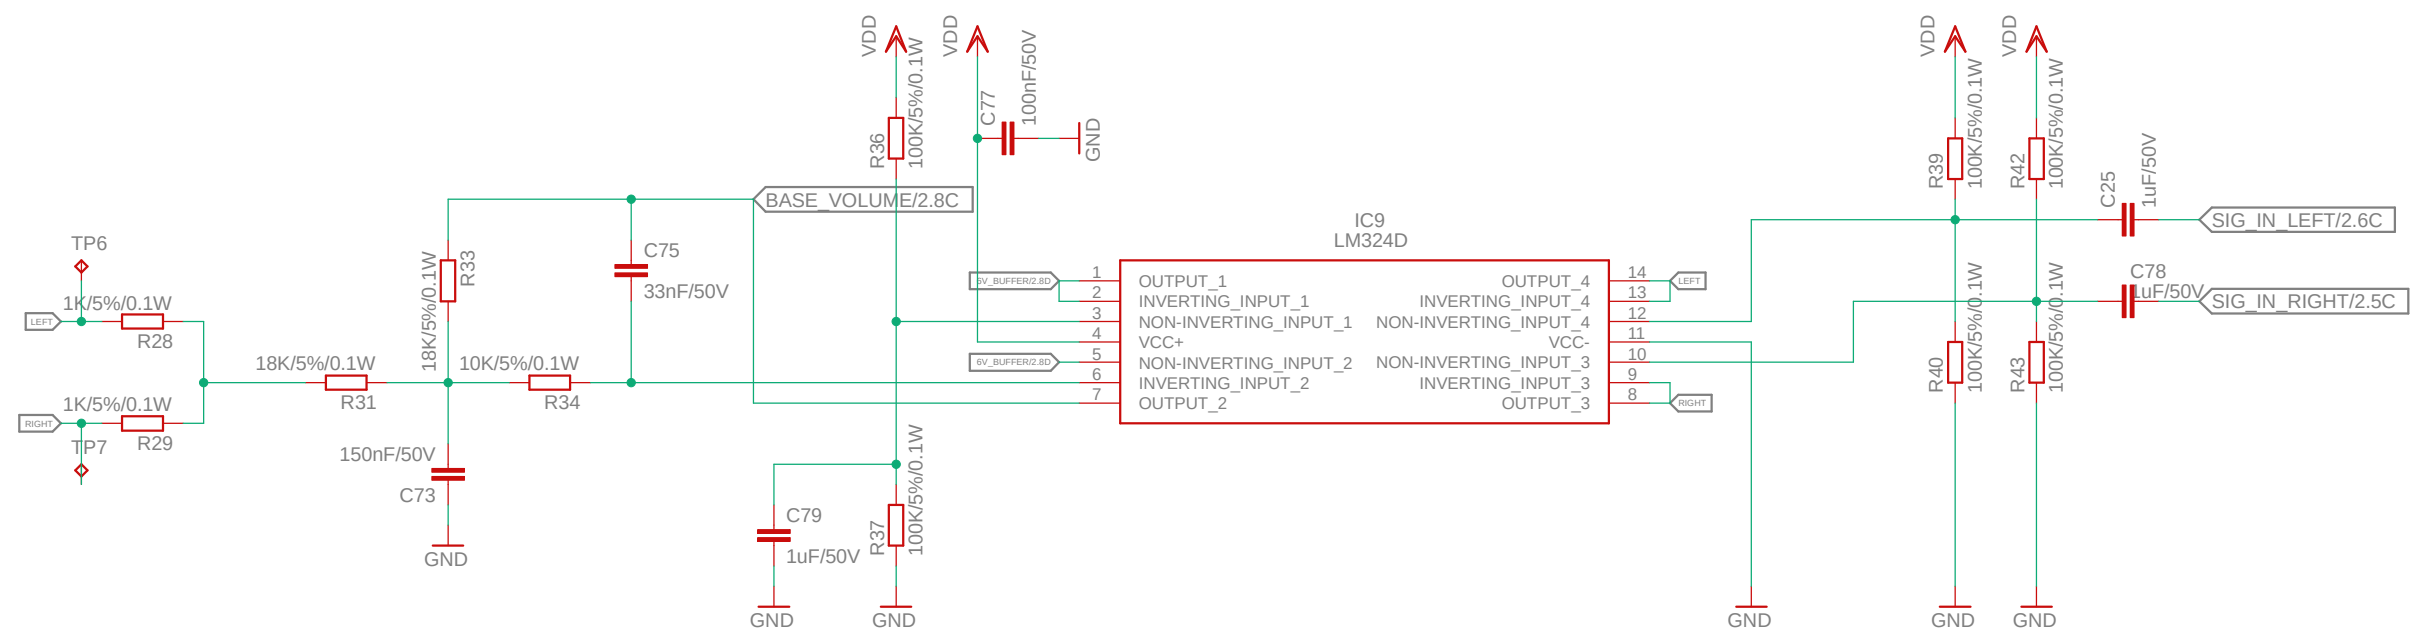 VDD
R36
100K/5%/0.1W
VDD
C77
100nF/50V
GND
BASE_VOLUME/2.8C
TP6
1K/5%/0.1W
LEFT
R28
18K/5%/0.1W
R33
C75
33nF/50V
18K/5%/0.1W
R31
10K/5%/0.1W
R34
1K/5%/0.1W
RIGHT
R29
TP7
150nF/50V
C73
GND
C79
1uF/50V
GND
R37
100K/5%/0.1W
GND
IC9
LM324D
6V_BUFFER/2.8D
1 OUTPUT_1
2 INVERTING_INPUT_1
3 NON-INVERTING_INPUT_1
4 VCC+
6V_BUFFER/2.8D
5 NON-INVERTING_INPUT_2
6 INVERTING_INPUT_2
7 OUTPUT_2
OUTPUT_4 14
LEFT
INVERTING_INPUT_4 13
NON-INVERTING_INPUT_4 12
VCC- 11
NON-INVERTING_INPUT_3 10
INVERTING_INPUT_3 9
OUTPUT_3 8
RIGHT
GND
VDD
R39
100K/5%/0.1W
VDD
R42
100K/5%/0.1W
C25
1uF/50V
SIG_IN_LEFT/2.6C
C78
1uF/50V
SIG_IN_RIGHT/2.5C
R40
100K/5%/0.1W
R43
100K/5%/0.1W
GND
GND